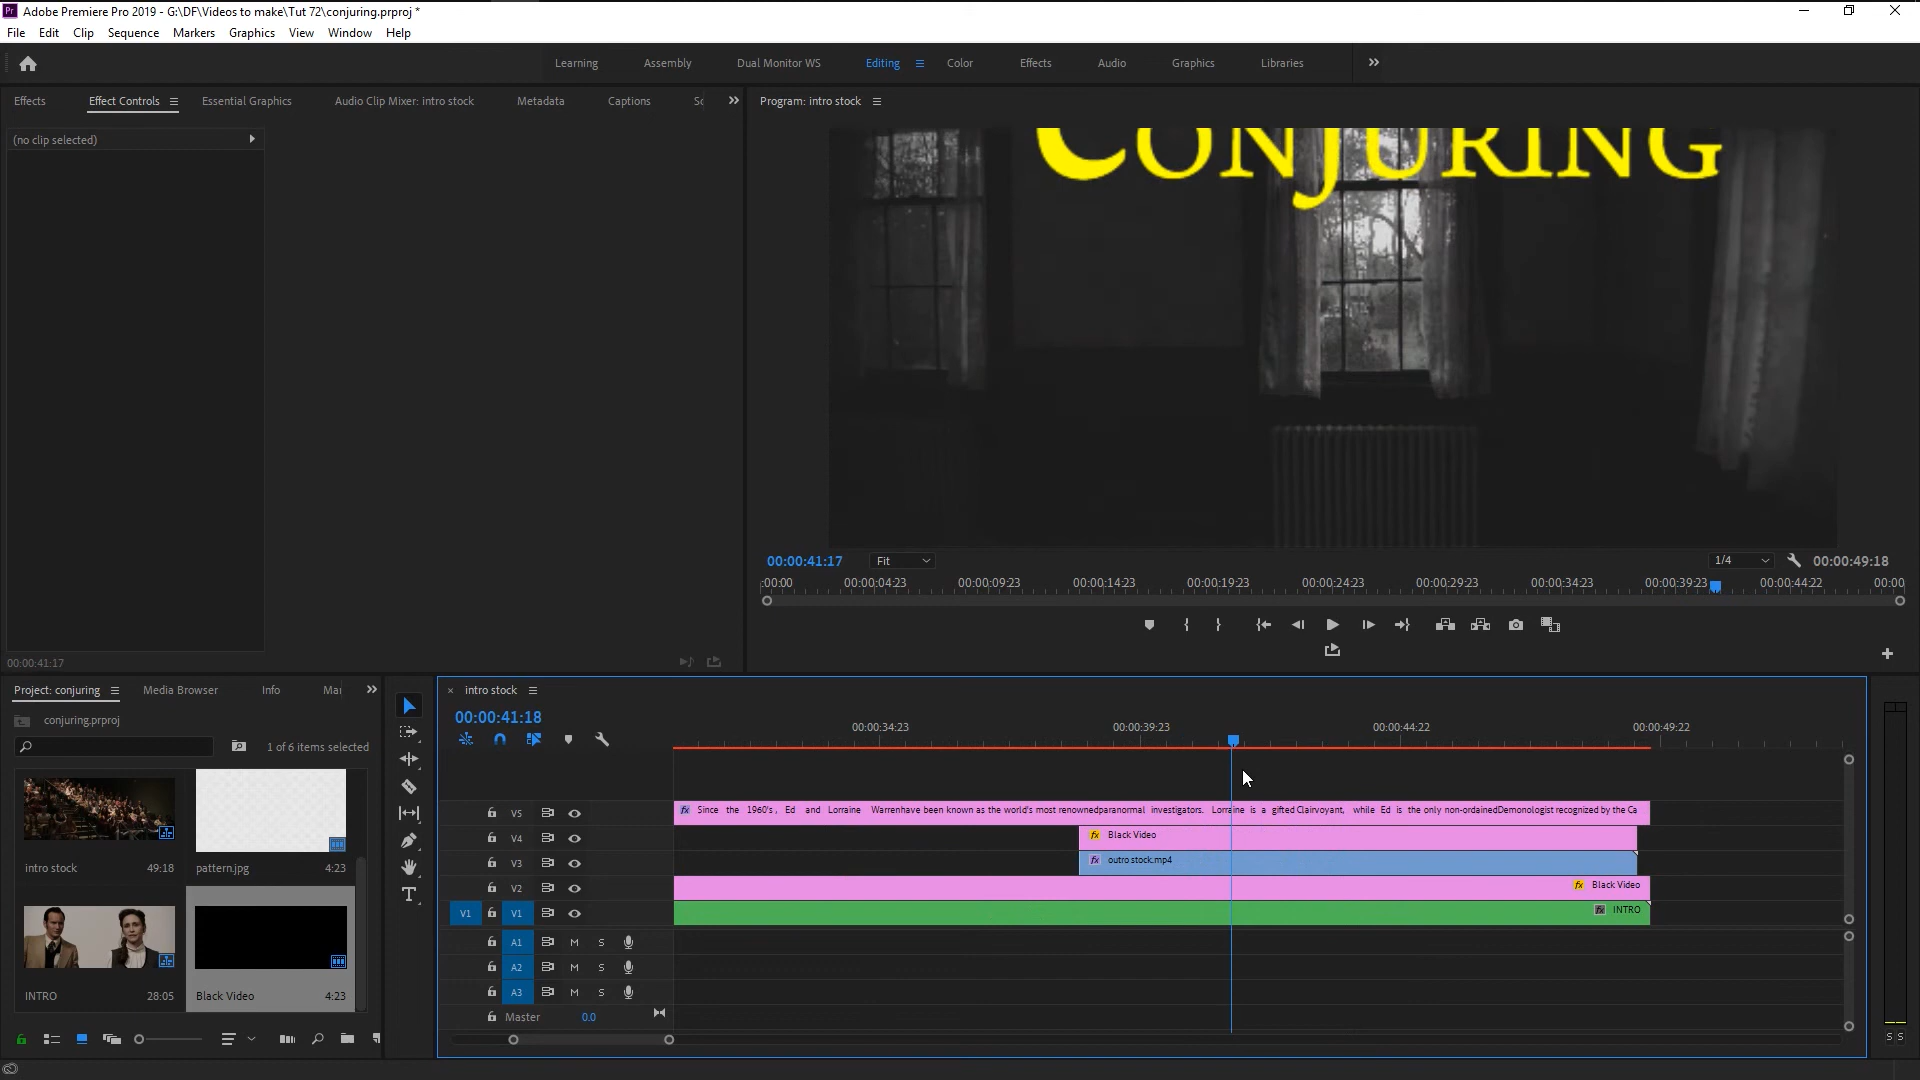 Adobe Premiere Pro 2019 - G:\DF\Videos to make\Tut 72\conjuring.prproj *
File Edit Clip Sequence Markers Graphics View Window Help
Learning Assembly Dual Monitor WS Editing Color Effects Audio Graphics Libraries
Effects Effect Controls Essential Graphics Audio Clip Mixer: intro stock Metadata Captions
Program: intro stock
(no clip selected)
CONJURING
00:00:41:17 Fit 1/4 00:00:49:18
:00:00 00:00:04:23 00:00:09:23 00:00:14:23 00:00:19:23 00:00:24:23 00:00:29:23 00:00:34:23 00:00:39:23 00:00:44:22 00:00
00:00:41:17
Project: conjuring Media Browser Info
conjuring.prproj
1 of 6 items selected
intro stock 49:18
pattern.jpg 4:23
INTRO 28:05
Black Video 4:23
intro stock
00:00:41:18
00:00:34:23 00:00:39:23 00:00:44:22 00:00:49:22
V5 fx Since the 1960's, Ed and Lorraine Warrenhave been known as the world's most renownedparanormal investigators. Lorraine is a gifted Clairvoyant, while Ed is the only non-ordainedDemonologist recognized by the Ca
V4 fx Black Video
V3 fx outro stock.mp4
V2 fx Black Video
V1 V1 fx INTRO
A1 M S
A2 M S
A3 M S
Master 0.0
S S